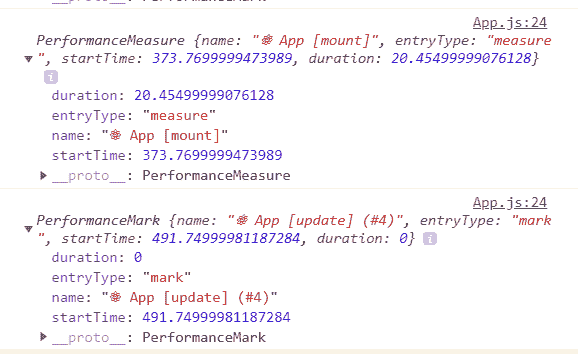 __proto__: PerformanceMark
App.js:24
PerformanceMeasure {name: "⚛ App [mount]", entryType: "measure
", startTime: 373.7699999473989, duration: 20.45499999076128}
i
duration: 20.45499999076128
entryType: "measure"
name: "⚛ App [mount]"
startTime: 373.7699999473989
__proto__: PerformanceMeasure
App.js:24
PerformanceMark {name: "⚛ App [update] (#4)", entryType: "mark
", startTime: 491.74999981187284, duration: 0} i
duration: 0
entryType: "mark"
name: "⚛ App [update] (#4)"
startTime: 491.74999981187284
__proto__: PerformanceMark